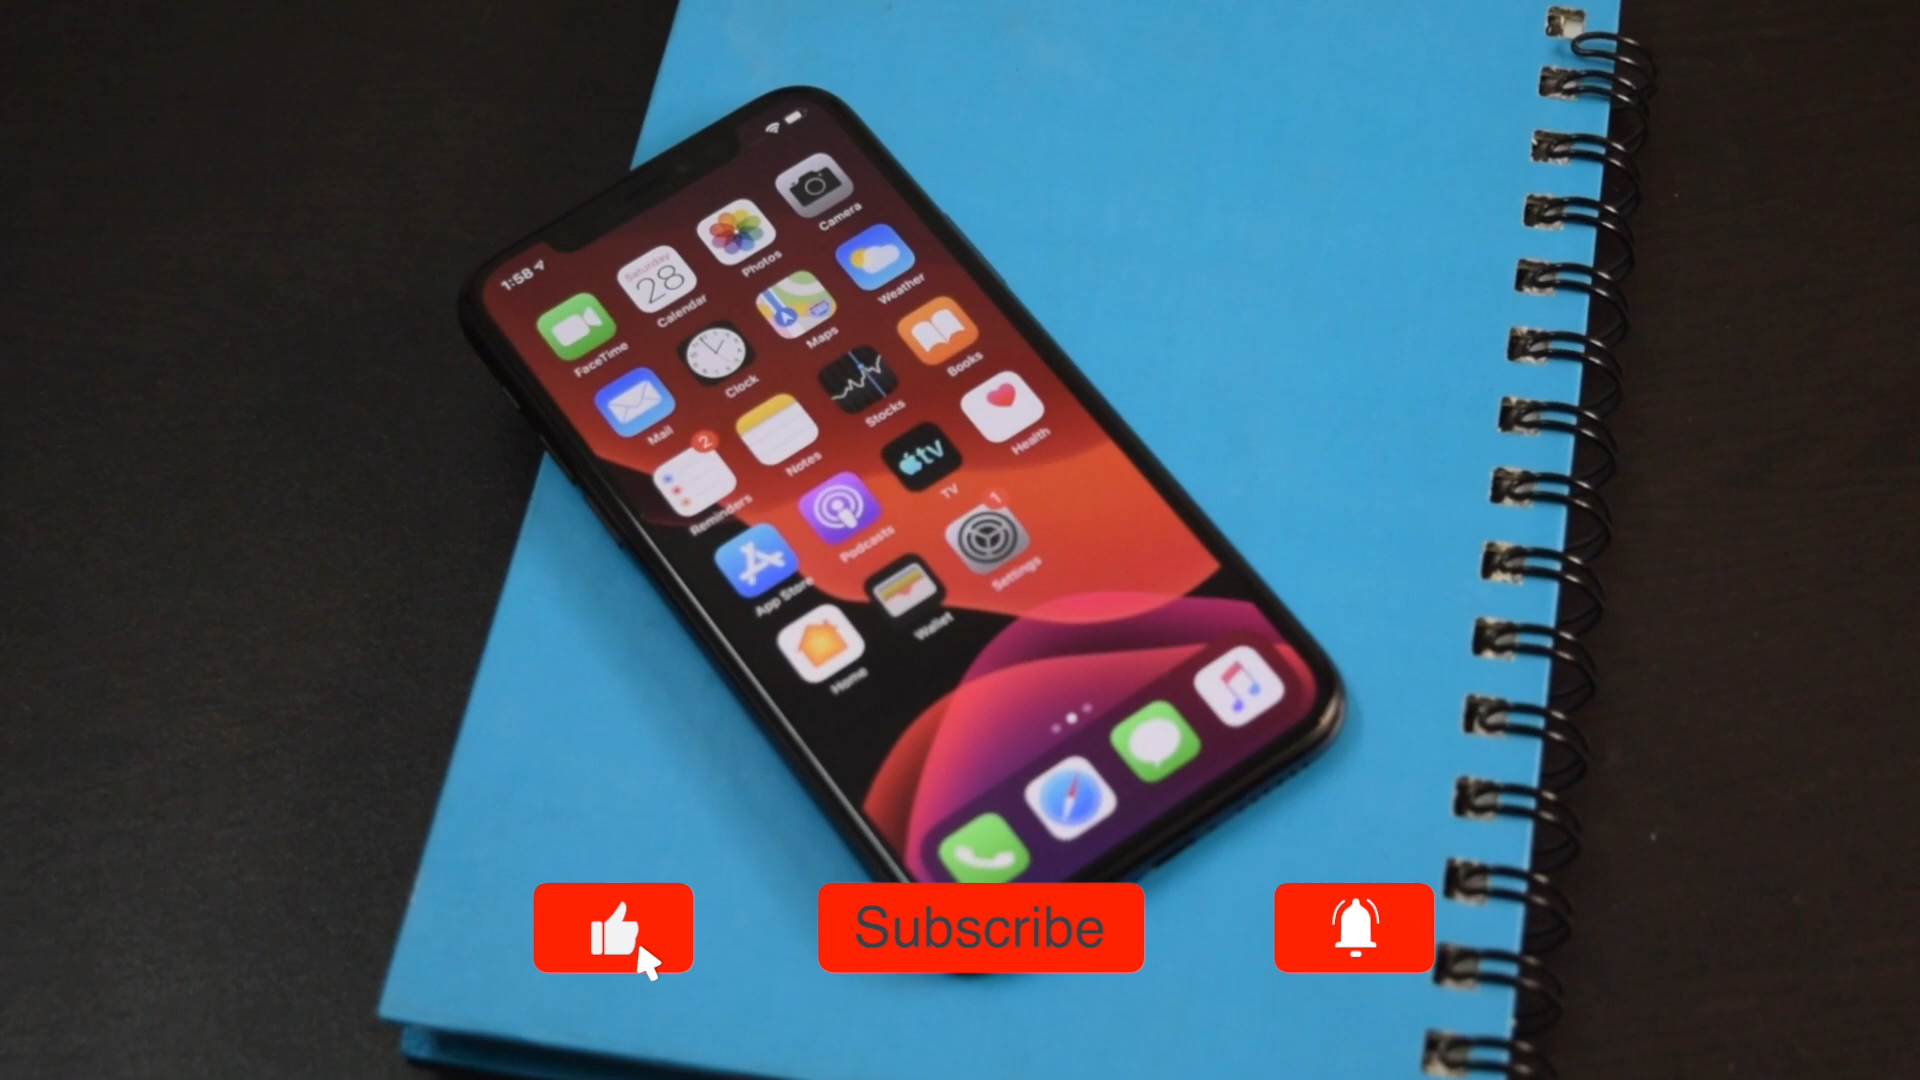 1:58
FaceTime
Saturday
28
Calendar
Photos
Camera
Mail
Clock
Maps
Weather
2
Reminders
Notes
Stocks
Books
App Store
Podcasts
tv
TV
Health
Home
Wallet
1
Settings
Subscribe